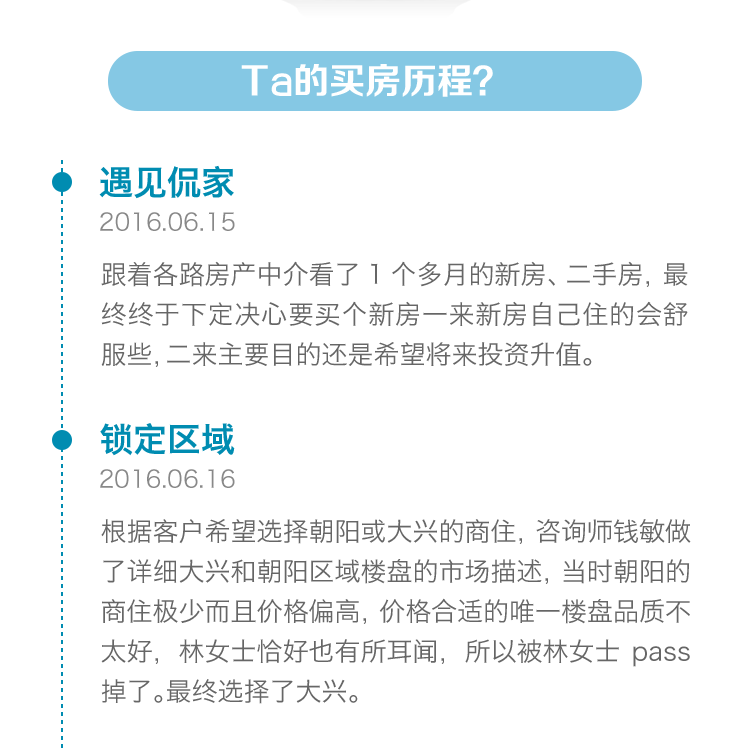 Ta的买房历程?
遇见侃家
2016.06.15
跟着各路房产中介看了 1 个多月的新房、二手房, 最
终终于下定决心要买个新房一来新房自己住的会舒
服些, 二来主要目的还是希望将来投资升值。
锁定区域
2016.06.16
根据客户希望选择朝阳或大兴的商住, 咨询师钱敏做
了详细大兴和朝阳区域楼盘的市场描述, 当时朝阳的
商住极少而且价格偏高, 价格合适的唯一楼盘品质不
太好, 林女士恰好也有所耳闻, 所以被林女士 pass
掉了。最终选择了大兴。